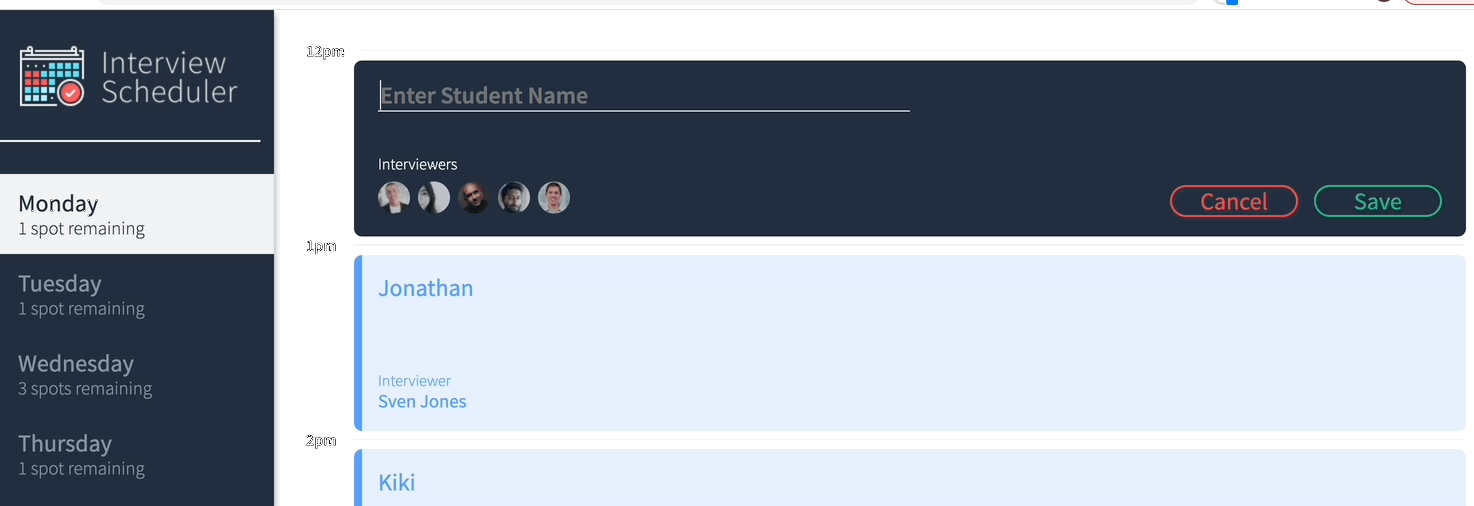 Interview
Scheduler
Monday
1 spot remaining
Tuesday
1 spot remaining
Wednesday
3 spots remaining
Thursday
1 spot remaining
12pm
Enter Student Name
Interviewers
Cancel
Save
1pm
Jonathan
Interviewer
Sven Jones
2pm
Kiki